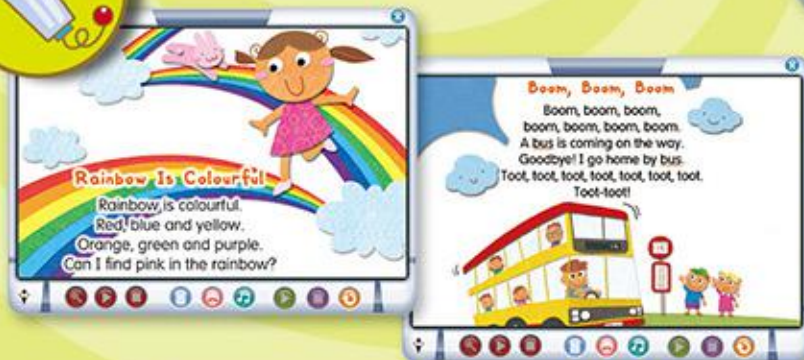 Rainbow Is Colourful
Rainbow is colourful.
Red, blue and yellow.
Orange, green and purple.
Can I find pink in the rainbow?
Boom, Boom, Boom
Boom, boom, boom,
boom, boom, boom, boom.
A bus is coming on the way.
Goodbye! I go home by bus.
Toot, toot, toot, toot, toot, toot, toot.
Toot-toot!